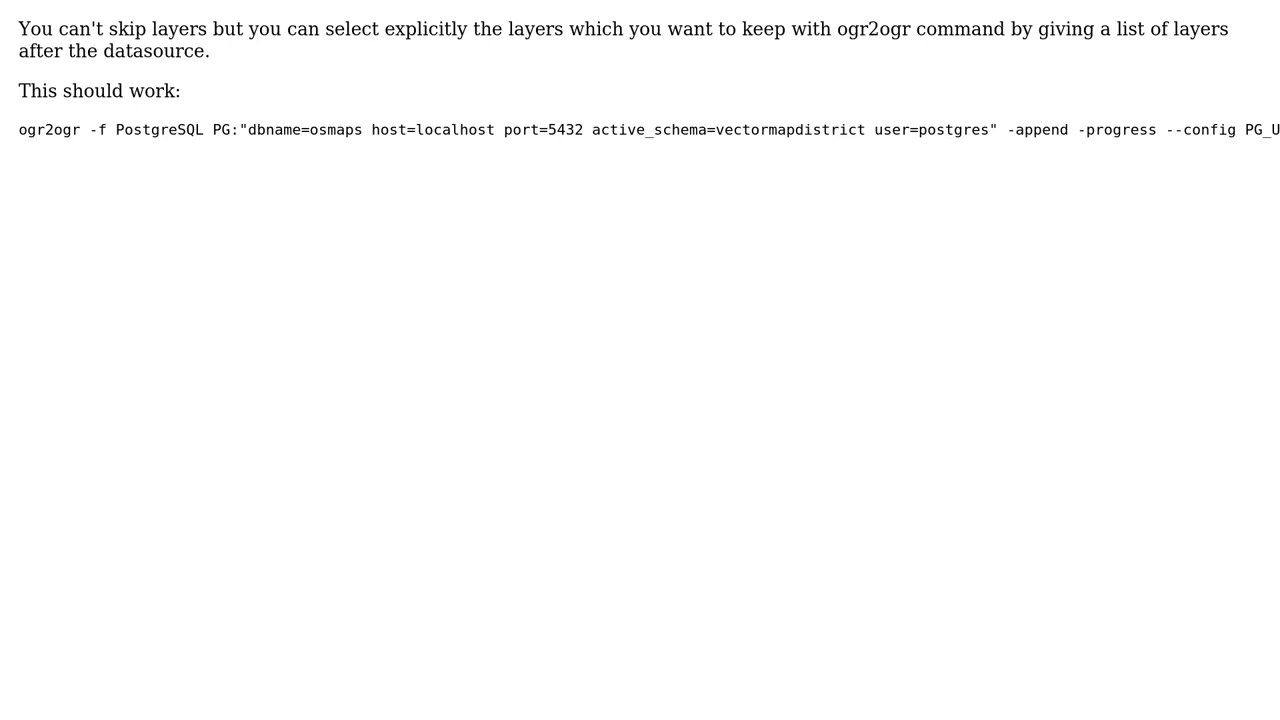 You can't skip layers but you can select explicitly the layers which you want to keep with ogr2ogr command by giving a list of layers
after the datasource.
This should work:
ogr2ogr -f PostgreSQL PG:"dbname=osmaps host=localhost port=5432 active_schema=vectormapdistrict user=postgres" -append -progress --config PG_U